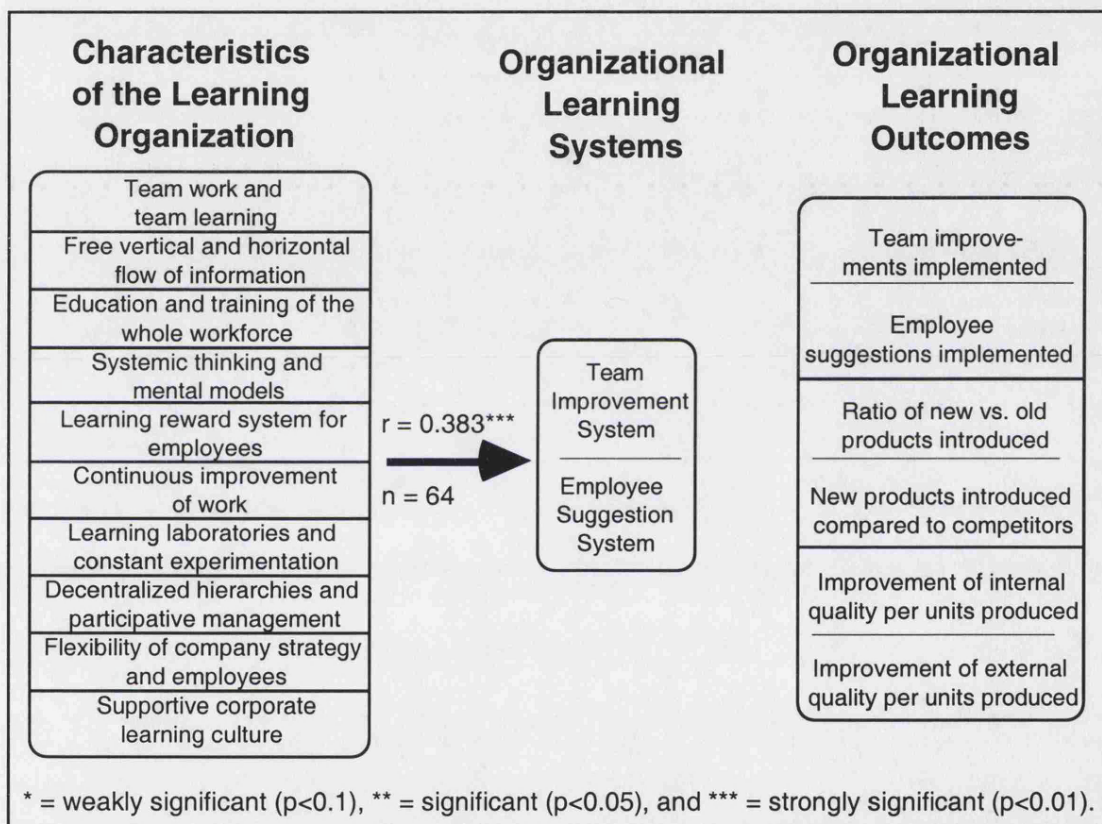 Characteristics
of the Learning
Organization
Team work and
team learning
Free vertical and horizontal
flow of information
Education and training of the
whole workforce
Systemic thinking and
mental models
Learning reward system for
employees
Continuous improvement
of work
Learning laboratories and
constant experimentation
Decentralized hierarchies and
participative management
Flexibility of company strategy
and employees
Supportive corporate
learning culture
r = 0.383***
n = 64
Organizational
Learning
Systems
Team
Improvement
System
Employee
Suggestion
System
Organizational
Learning
Outcomes
Team improve-
ments implemented
Employee
suggestions implemented
Ratio of new vs. old
products introduced
New products introduced
compared to competitors
Improvement of internal
quality per units produced
Improvement of external
quality per units produced
* = weakly significant (p<0.1), ** = significant (p<0.05), and *** = strongly significant (p<0.01).